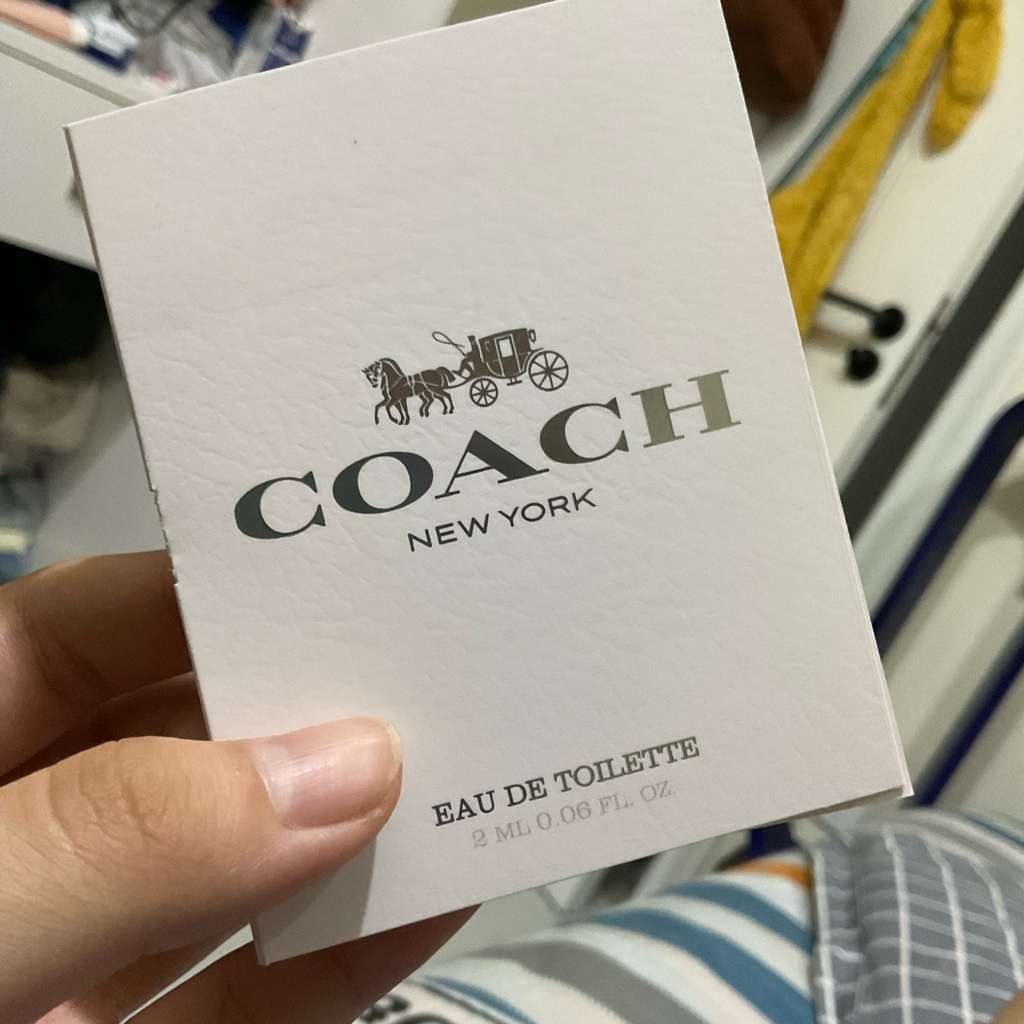 COACH
NEW YORK
EAU DE TOILETTE
2 ML 0.06 FL. OZ.